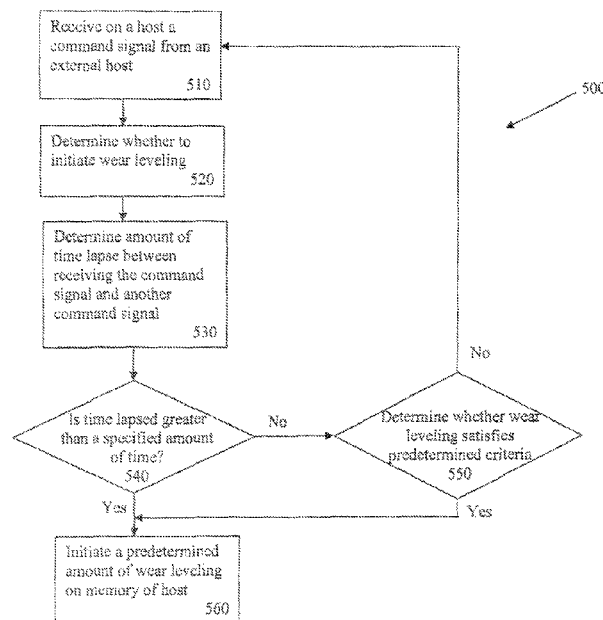 Receive on a host a
command signal from an
external host
510
500
Determine whether to
initiate wear leveling
520
Determine amount of
time lapse between
receiving the command
signal and another
command signal
530
No
Is time lapsed greater
than a specified amount
of time?
540
No
Determine whether wear
leveling satisfies
predetermined criteria
550
Yes
Yes
Initiate a predetermined
amount of wear leveling
on memory of host
560